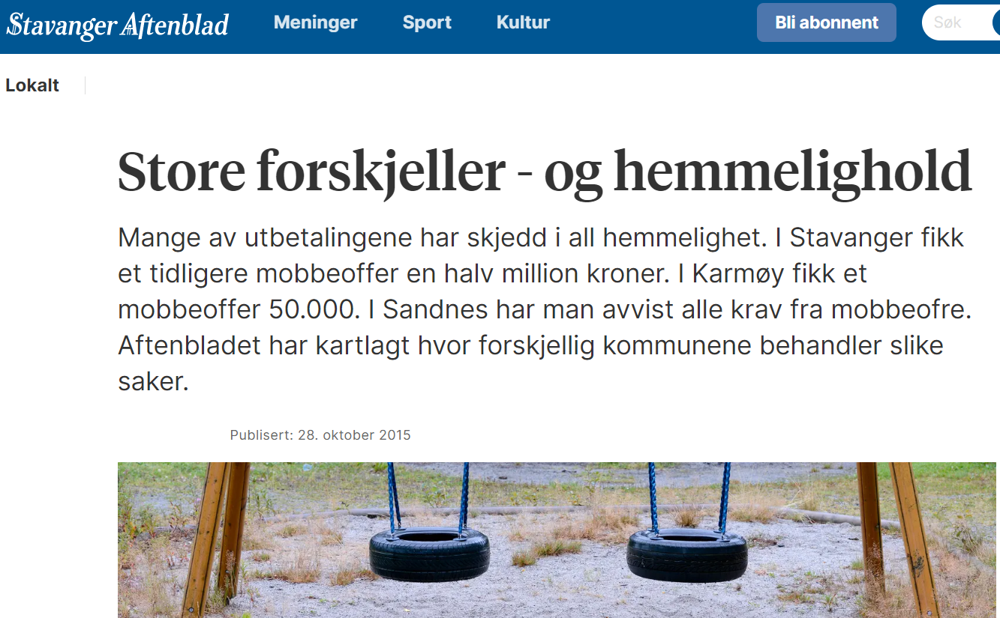 Stavanger Aftenblad Meninger Sport Kultur Bli abonnent Søk
Lokalt
Store forskjeller - og hemmelighold
Mange av utbetalingene har skjedd i all hemmelighet. I Stavanger fikk
et tidligere mobbeoffer en halv million kroner. I Karmøy fikk et
mobbeoffer 50.000. I Sandnes har man avvist alle krav fra mobbeofre.
Aftenbladet har kartlagt hvor forskjellig kommunene behandler slike
saker.
Publisert: 28. oktober 2015